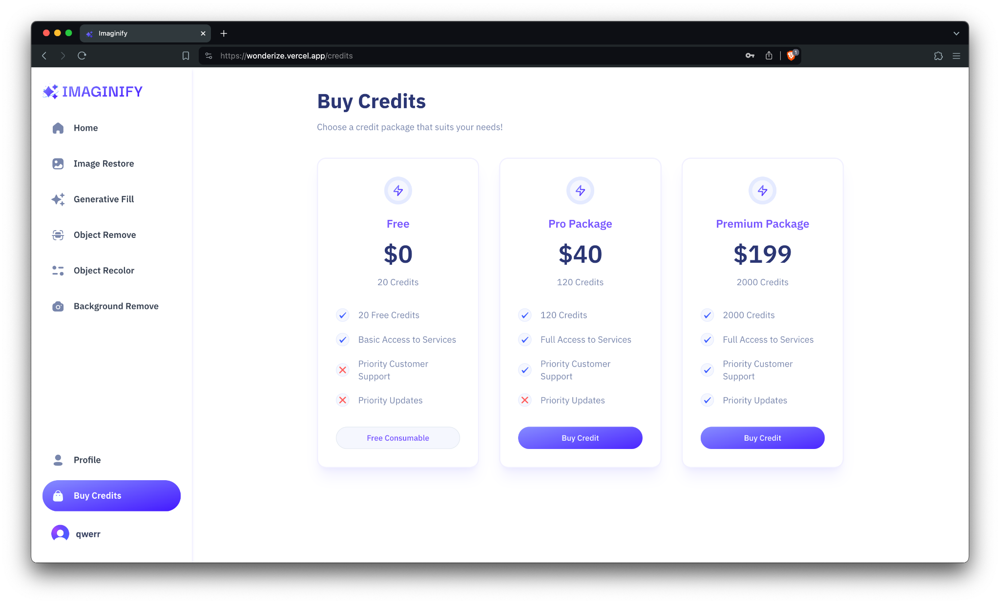 Imaginify
https://wonderize.vercel.app/credits
1
IMAGINIFY
Home
Image Restore
Generative Fill
Object Remove
Object Recolor
Background Remove
Profile
Buy Credits
qwerr
Buy Credits
Choose a credit package that suits your needs!
Free
$0
20 Credits
20 Free Credits
Basic Access to Services
Priority Customer
Support
Priority Updates
Free Consumable
Pro Package
$40
120 Credits
120 Credits
Full Access to Services
Priority Customer
Support
Priority Updates
Buy Credit
Premium Package
$199
2000 Credits
2000 Credits
Full Access to Services
Priority Customer
Support
Priority Updates
Buy Credit